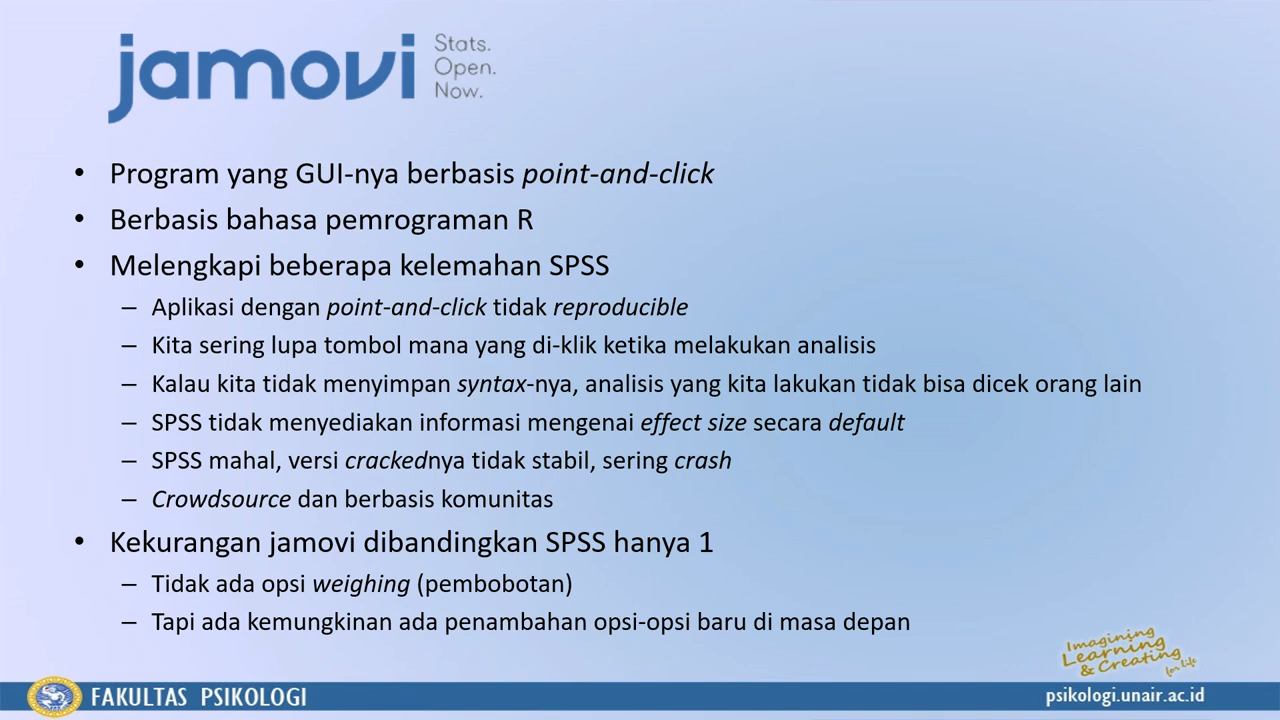 jamovi
Stats.
Open.
Now.
• Program yang GUI-nya berbasis point-and-click
• Berbasis bahasa pemrograman R
• Melengkapi beberapa kelemahan SPSS
– Aplikasi dengan point-and-click tidak reproducible
– Kita sering lupa tombol mana yang di-klik ketika melakukan analisis
– Kalau kita tidak menyimpan syntax-nya, analisis yang kita lakukan tidak bisa dicek orang lain
– SPSS tidak menyediakan informasi mengenai effect size secara default
– SPSS mahal, versi crackednya tidak stabil, sering crash
– Crowdsource dan berbasis komunitas
• Kekurangan jamovi dibandingkan SPSS hanya 1
– Tidak ada opsi weighing (pembobotan)
– Tapi ada kemungkinan ada penambahan opsi-opsi baru di masa depan
Imagining
Learning
& Creating
for life
FAKULTAS PSIKOLOGI
psikologi.unair.ac.id